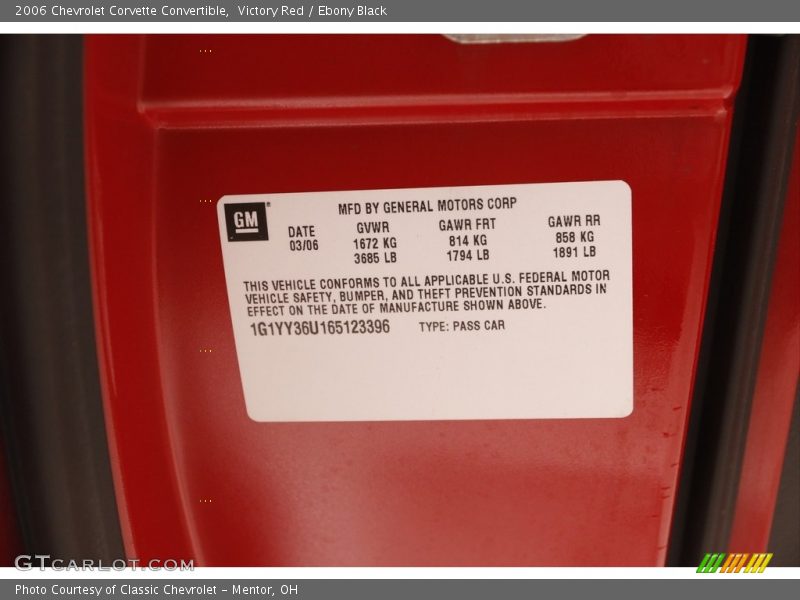 2006 Chevrolet Corvette Convertible,  Victory Red / Ebony Black
GM
MFD BY GENERAL MOTORS CORP
DATE GVWR GAWR FRT GAWR RR
03/06 1672 KG 814 KG 858 KG
3685 LB 1794 LB 1891 LB
THIS VEHICLE CONFORMS TO ALL APPLICABLE U.S. FEDERAL MOTOR
VEHICLE SAFETY, BUMPER, AND THEFT PREVENTION STANDARDS IN
EFFECT ON THE DATE OF MANUFACTURE SHOWN ABOVE.
1G1YY36U165123396 TYPE: PASS CAR
GTCARLOT.COM
Photo Courtesy of Classic Chevrolet - Mentor, OH